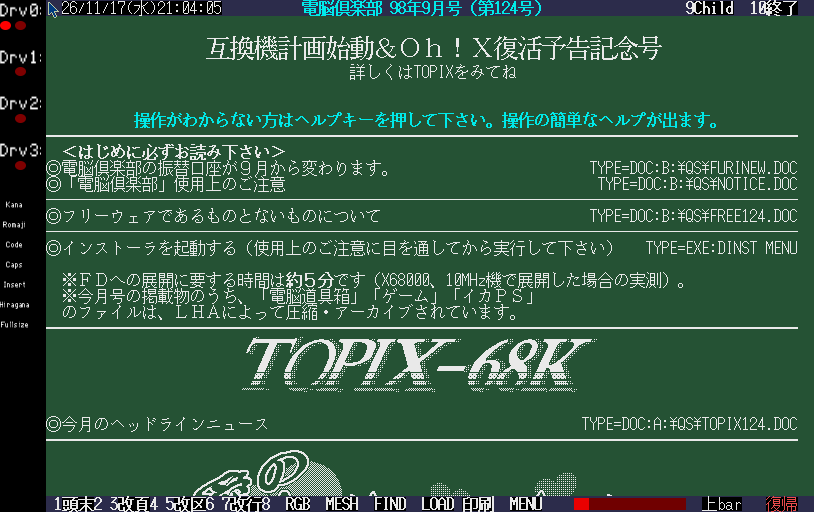 Drv0:
Drv1:
Drv2:
Drv3:
Kana
Romaji
Code
Caps
Insert
Hiragana
Fullsize
26/11/17(水)21:04:05 電脳倶楽部 98年9月号 (第124号) 9Child 10終了
互換機計画始動＆Ｏｈ！Ｘ復活予告記念号
詳しくはTOPIXをみてね
操作がわからない方はヘルプキーを押して下さい。操作の簡単なヘルプが出ます。
＜はじめに必ずお読み下さい＞
◎電脳倶楽部の振替口座が９月から変わります。 TYPE=DOC:B:¥QS¥FURINEW.DOC
◎「電脳倶楽部」使用上のご注意 TYPE=DOC:B:¥QS¥NOTICE.DOC
◎フリーウェアであるものとないものについて TYPE=DOC:B:¥QS¥FREE124.DOC
◎インストーラを起動する（使用上のご注意に目を通してから実行して下さい） TYPE=EXE:DINST MENU
※ＦＤへの展開に要する時間は約５分です（X68000、10MHz機で展開した場合の実測）。
※今月号の掲載物のうち、「電脳道具箱」「ゲーム」「イカＰＳ」
のファイルは、ＬＨＡによって圧縮・アーカイブされています。
TOPIX-68K
◎今月のヘッドラインニュース TYPE=DOC:A:¥QS¥TOPIX124.DOC
1頭末2 3改頁4 5改区6 7改行8 RGB MESH FIND LOAD 印刷 MENU 上bar 復帰